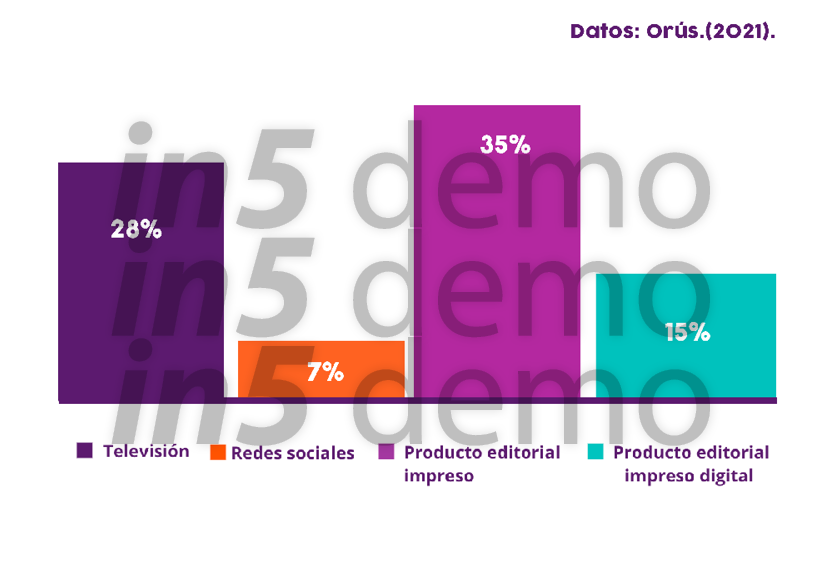 Datos: Orús.(2021).
in5 demo
35%
28%
in5 demo
15%
in5 demo
7%
Televisión
Redes sociales
Producto editorial
impreso
Producto editorial
impreso digital